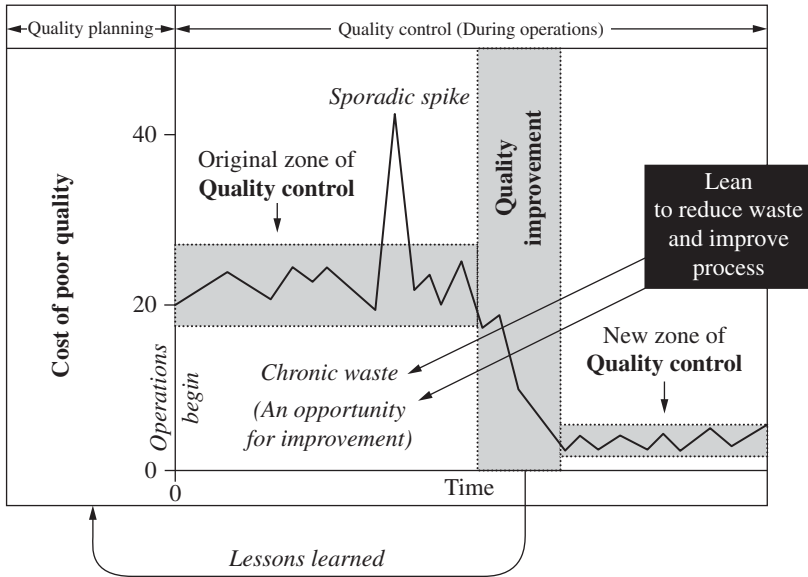 Quality planning
Quality control (During operations)
Sporadic spike
40
Original zone of
Quality control
Quality
improvement
Lean
to reduce waste
and improve
process
Cost of poor quality
20
New zone of
Quality control
Chronic waste
(An opportunity
for improvement)
Operations
begin
0
0
Time
Lessons learned